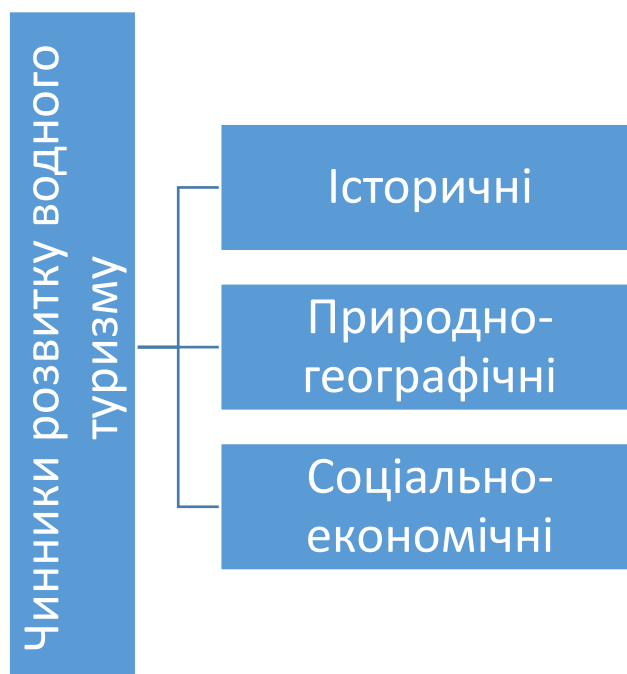 Чинники розвитку водного
туризму
Історичні
Природно-
географічні
Соціально-
економічні